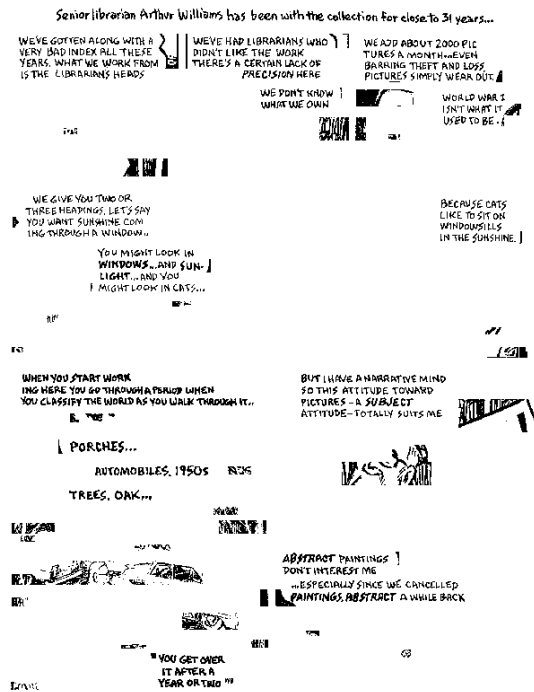 Senior librarian Arthur Williams has been with the collection for close to 31 years...
WE'VE GOTTEN ALONG WITH A
VERY BAD INDEX ALL THESE
YEARS. WHAT WE WORK FROM
IS THE LIBRARIAN'S HEADS
WE'VE HAD LIBRARIANS WHO
DIDN'T LIKE THE WORK
THERE'S A CERTAIN LACK OF
PRECISION HERE
WE ADD ABOUT 2000 PIC
TURES A MONTH...EVEN
BARRING THEFT AND LOSS
PICTURES SIMPLY WEAR OUT.
WE DON'T KNOW
WHAT WE OWN
WORLD WAR I
ISN'T WHAT IT
USED TO BE.
WE GIVE YOU TWO OR
THREE HEADINGS. LET'S SAY
YOU WANT SUNSHINE COM
ING THROUGH A WINDOW..
YOU MIGHT LOOK IN
WINDOWS...AND SUN-
LIGHT...AND YOU
MIGHT LOOK IN CATS...
BECAUSE CATS
LIKE TO SIT ON
WINDOWSILLS
IN THE SUNSHINE.
WHEN YOU START WORK
ING HERE YOU GO THROUGH A PERIOD WHEN
YOU CLASSIFY THE WORLD AS YOU WALK THROUGH IT..
PORCHES...
AUTOMOBILES, 1950s
TREES, OAK...
BUT I HAVE A NARRATIVE MIND
SO THIS ATTITUDE TOWARD
PICTURES - A SUBJECT
ATTITUDE - TOTALLY SUITS ME
ABSTRACT PAINTINGS
DON'T INTEREST ME
...ESPECIALLY SINCE WE CANCELLED
PAINTINGS, ABSTRACT A WHILE BACK
"YOU GET OVER
IT AFTER A
YEAR OR TWO"